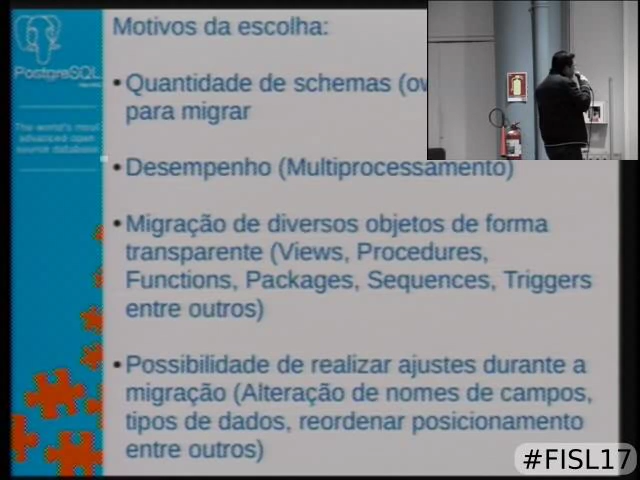 Motivos da escolha:
PostgreSQL
• Quantidade de schemas
para migrar
The world's most
advanced open
source database
• Desempenho (Multiprocessamento)
• Migração de diversos objetos de forma
transparente (Views, Procedures,
Functions, Packages, Sequences, Triggers
entre outros)
• Possibilidade de realizar ajustes durante a
migração (Alteração de nomes de campos,
tipos de dados, reordenar posicionamento
entre outros)
#FISL17